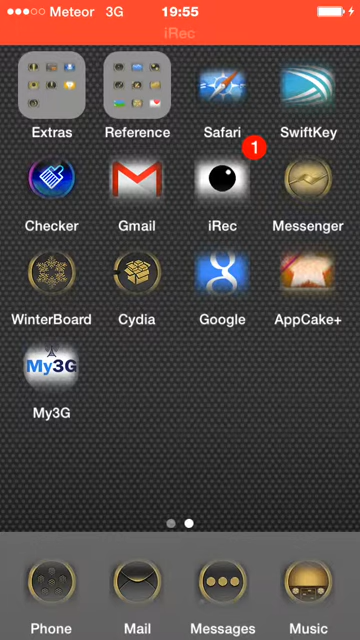 Meteor 3G 19:55
iRec
Extras Reference Safari SwiftKey
1
Checker Gmail iRec Messenger
WinterBoard Cydia Google AppCake+
My3G
My3G
Phone Mail Messages Music